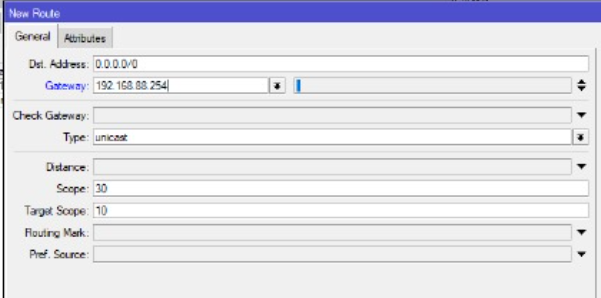 New Route
General Attributes
Dst. Address: 0.0.0.0/0
Gateway: 192.168.88.254
Check Gateway:
Type: unicast
Distance:
Scope: 30
Target Scope: 10
Routing Mark:
Pref. Source: